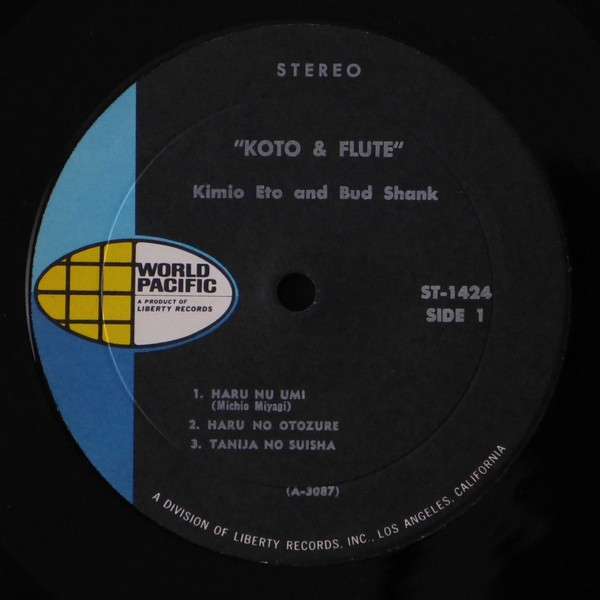 STEREO
"KOTO & FLUTE"
Kimio Eto and Bud Shank
WORLD
PACIFIC
A PRODUCT OF
LIBERTY RECORDS
ST-1424
SIDE 1
1. HARU NU UMI
(Michio Miyagi)
2. HARU NO OTOZURE
3. TANIJA NO SUISHA
(A-3087)
A DIVISION OF LIBERTY RECORDS, INC., LOS ANGELES, CALIFORNIA